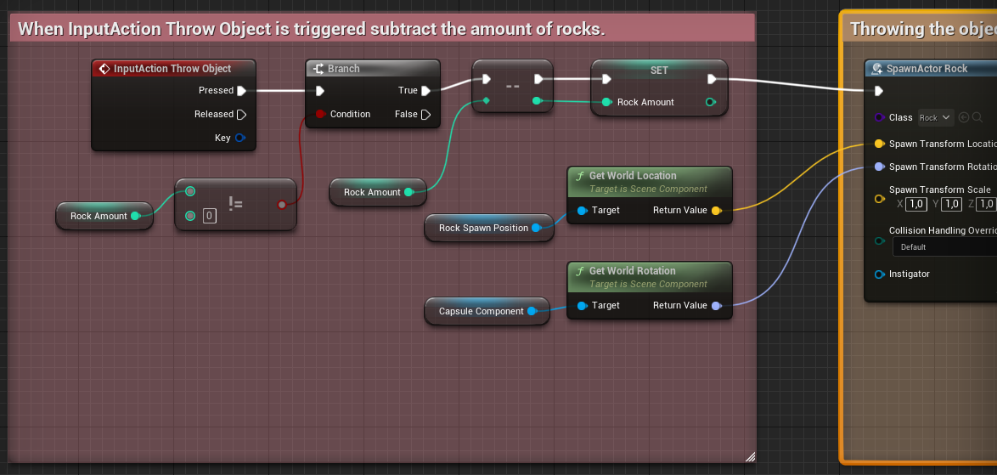 When InputAction Throw Object is triggered subtract the amount of rocks.
InputAction Throw Object
Pressed
Released
Key
Branch
True
Condition
False
--
SET
Rock Amount
Rock Amount
0
!=
Rock Amount
Get World Location
Target is Scene Component
Target
Return Value
Rock Spawn Position
Get World Rotation
Target is Scene Component
Target
Return Value
Capsule Component
Throwing the objec
SpawnActor Rock
Class
Rock
Spawn Transform Locatio
Spawn Transform Rotatio
Spawn Transform Scale
X 1,0 Y 1,0 Z 1,0
Collision Handling Overri
Default
Instigator